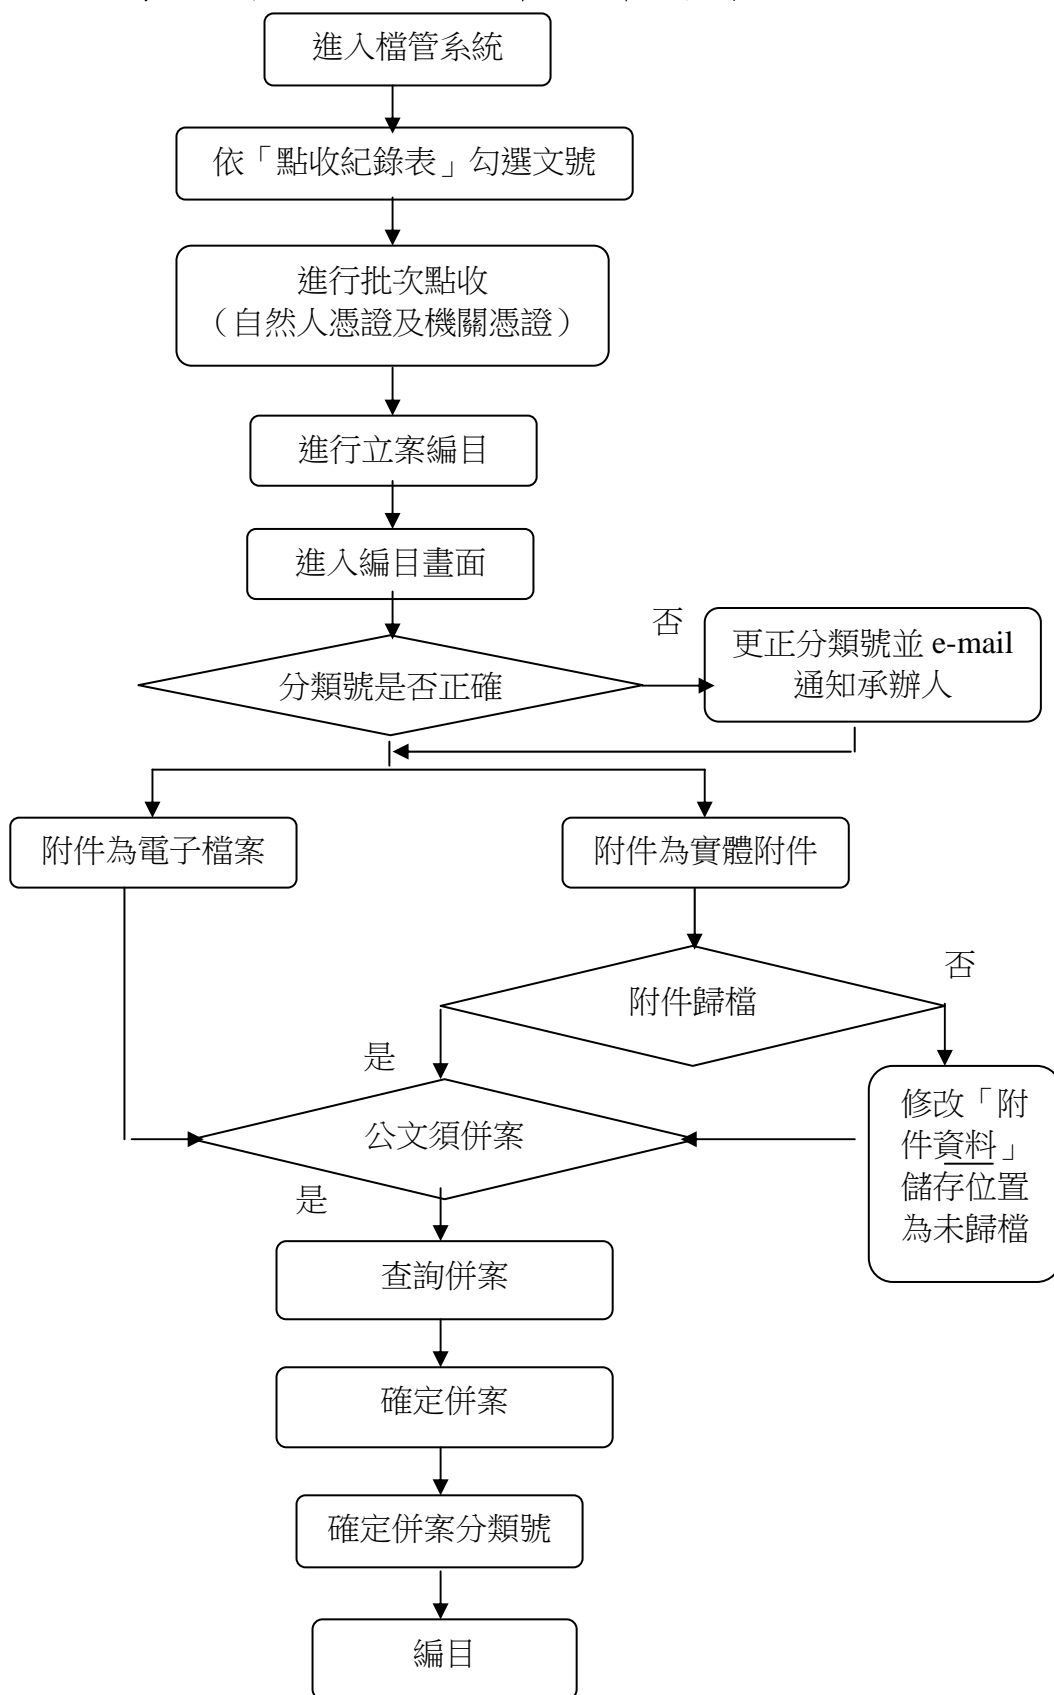 進入檔管系統
依「點收紀錄表」勾選文號
進行批次點收
（自然人憑證及機關憑證）
進行立案編目
進入編目畫面
否
更正分類號並 e-mail
通知承辦人
分類號是否正確
附件為電子檔案
附件為實體附件
否
附件歸檔
是
修改「附
件資料」
儲存位置
為未歸檔
公文須併案
是
查詢併案
確定併案
確定併案分類號
編目